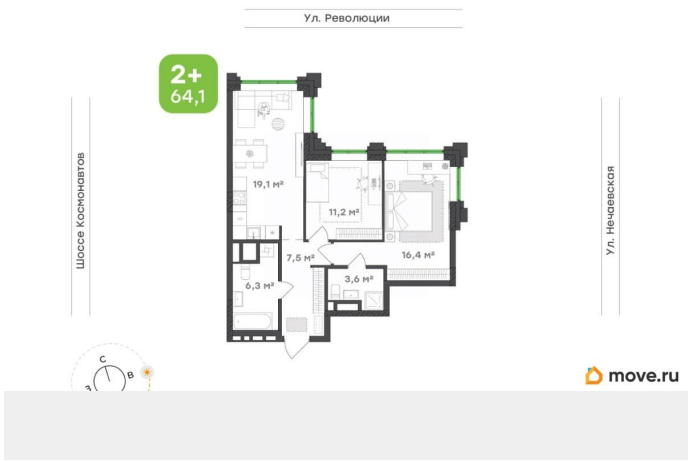 Ул. Революции
2+
64,1
Шоссе Космонавтов
Ул. Нечаевская
19,1 м²
11,2 м²
16,4 м²
7,5 м²
3,6 м²
6,3 м²
С
В
З
move.ru